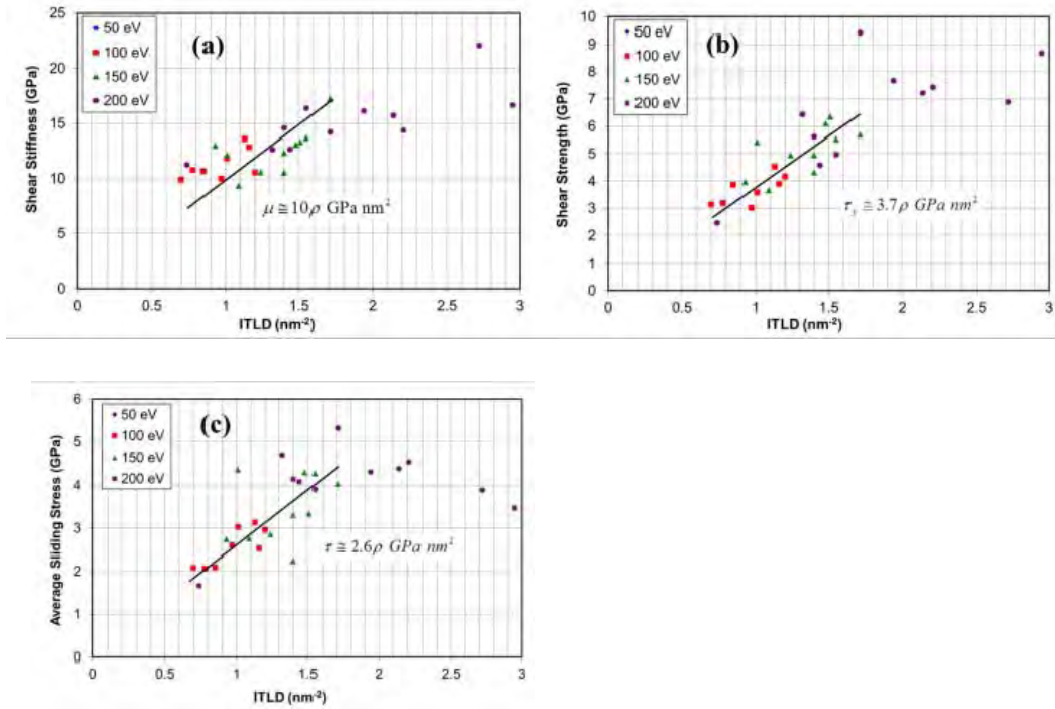 25
20
15
10
5
0
Shear Stiffness (GPa)
50 eV
100 eV
150 eV
200 eV
(a)
μ ≅ 10ρ GPa nm²
0 0.5 1 1.5 2 2.5 3
ITLD (nm⁻²)
10
9
8
7
6
5
4
3
2
1
0
Shear Strength (GPa)
50 eV
100 eV
150 eV
200 eV
(b)
τᵧ ≅ 3.7ρ GPa nm²
0 0.5 1 1.5 2 2.5 3
ITLD (nm⁻²)
6
5
4
3
2
1
0
Average Sliding Stress (GPa)
50 eV
100 eV
150 eV
200 eV
(c)
τ ≅ 2.6ρ GPa nm²
0 0.5 1 1.5 2 2.5 3
ITLD (nm⁻²)